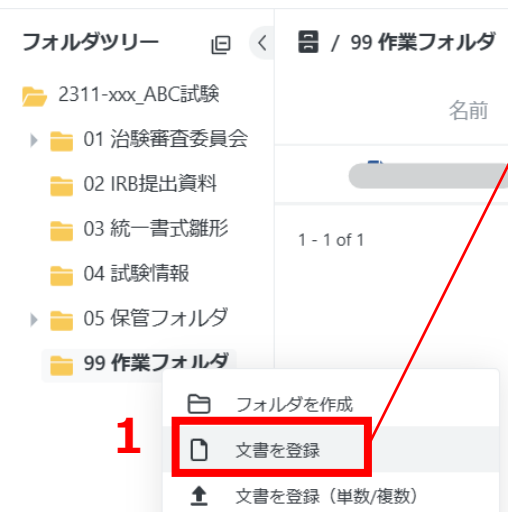 フォルダツリー
/ 99 作業フォルダ
2311-xxx_ABC試験
名前
01 治験審査委員会
02 IRB提出資料
03 統一書式雛形
1 - 1 of 1
04 試験情報
05 保管フォルダ
99 作業フォルダ
フォルダを作成
1
文書を登録
文書を登録（単数/複数）